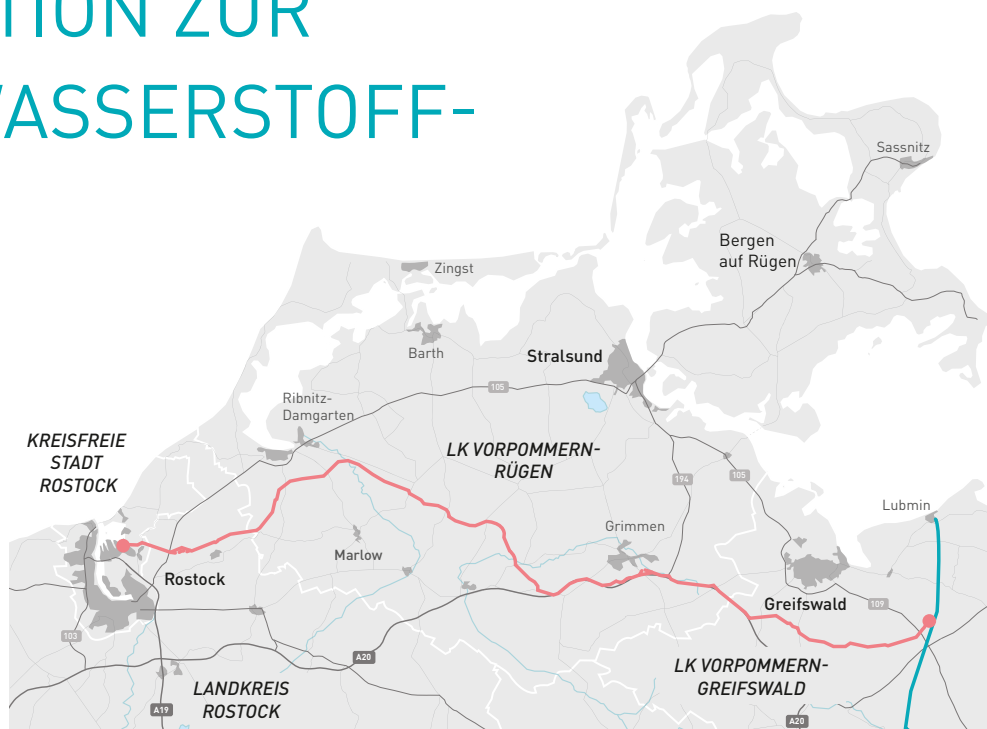 TION ZUR
WASSERSTOFF-
Sassnitz
Bergen
auf Rügen
Zingst
Barth
Stralsund
105
Ribnitz-
Damgarten
KREISFREIE
STADT
ROSTOCK
LK VORPOMMERN-
RÜGEN
194
105
Lubmin
Grimmen
Marlow
Rostock
Greifswald
109
103
A20
LK VORPOMMERN-
GREIFSWALD
LANDKREIS
ROSTOCK
A19
A20